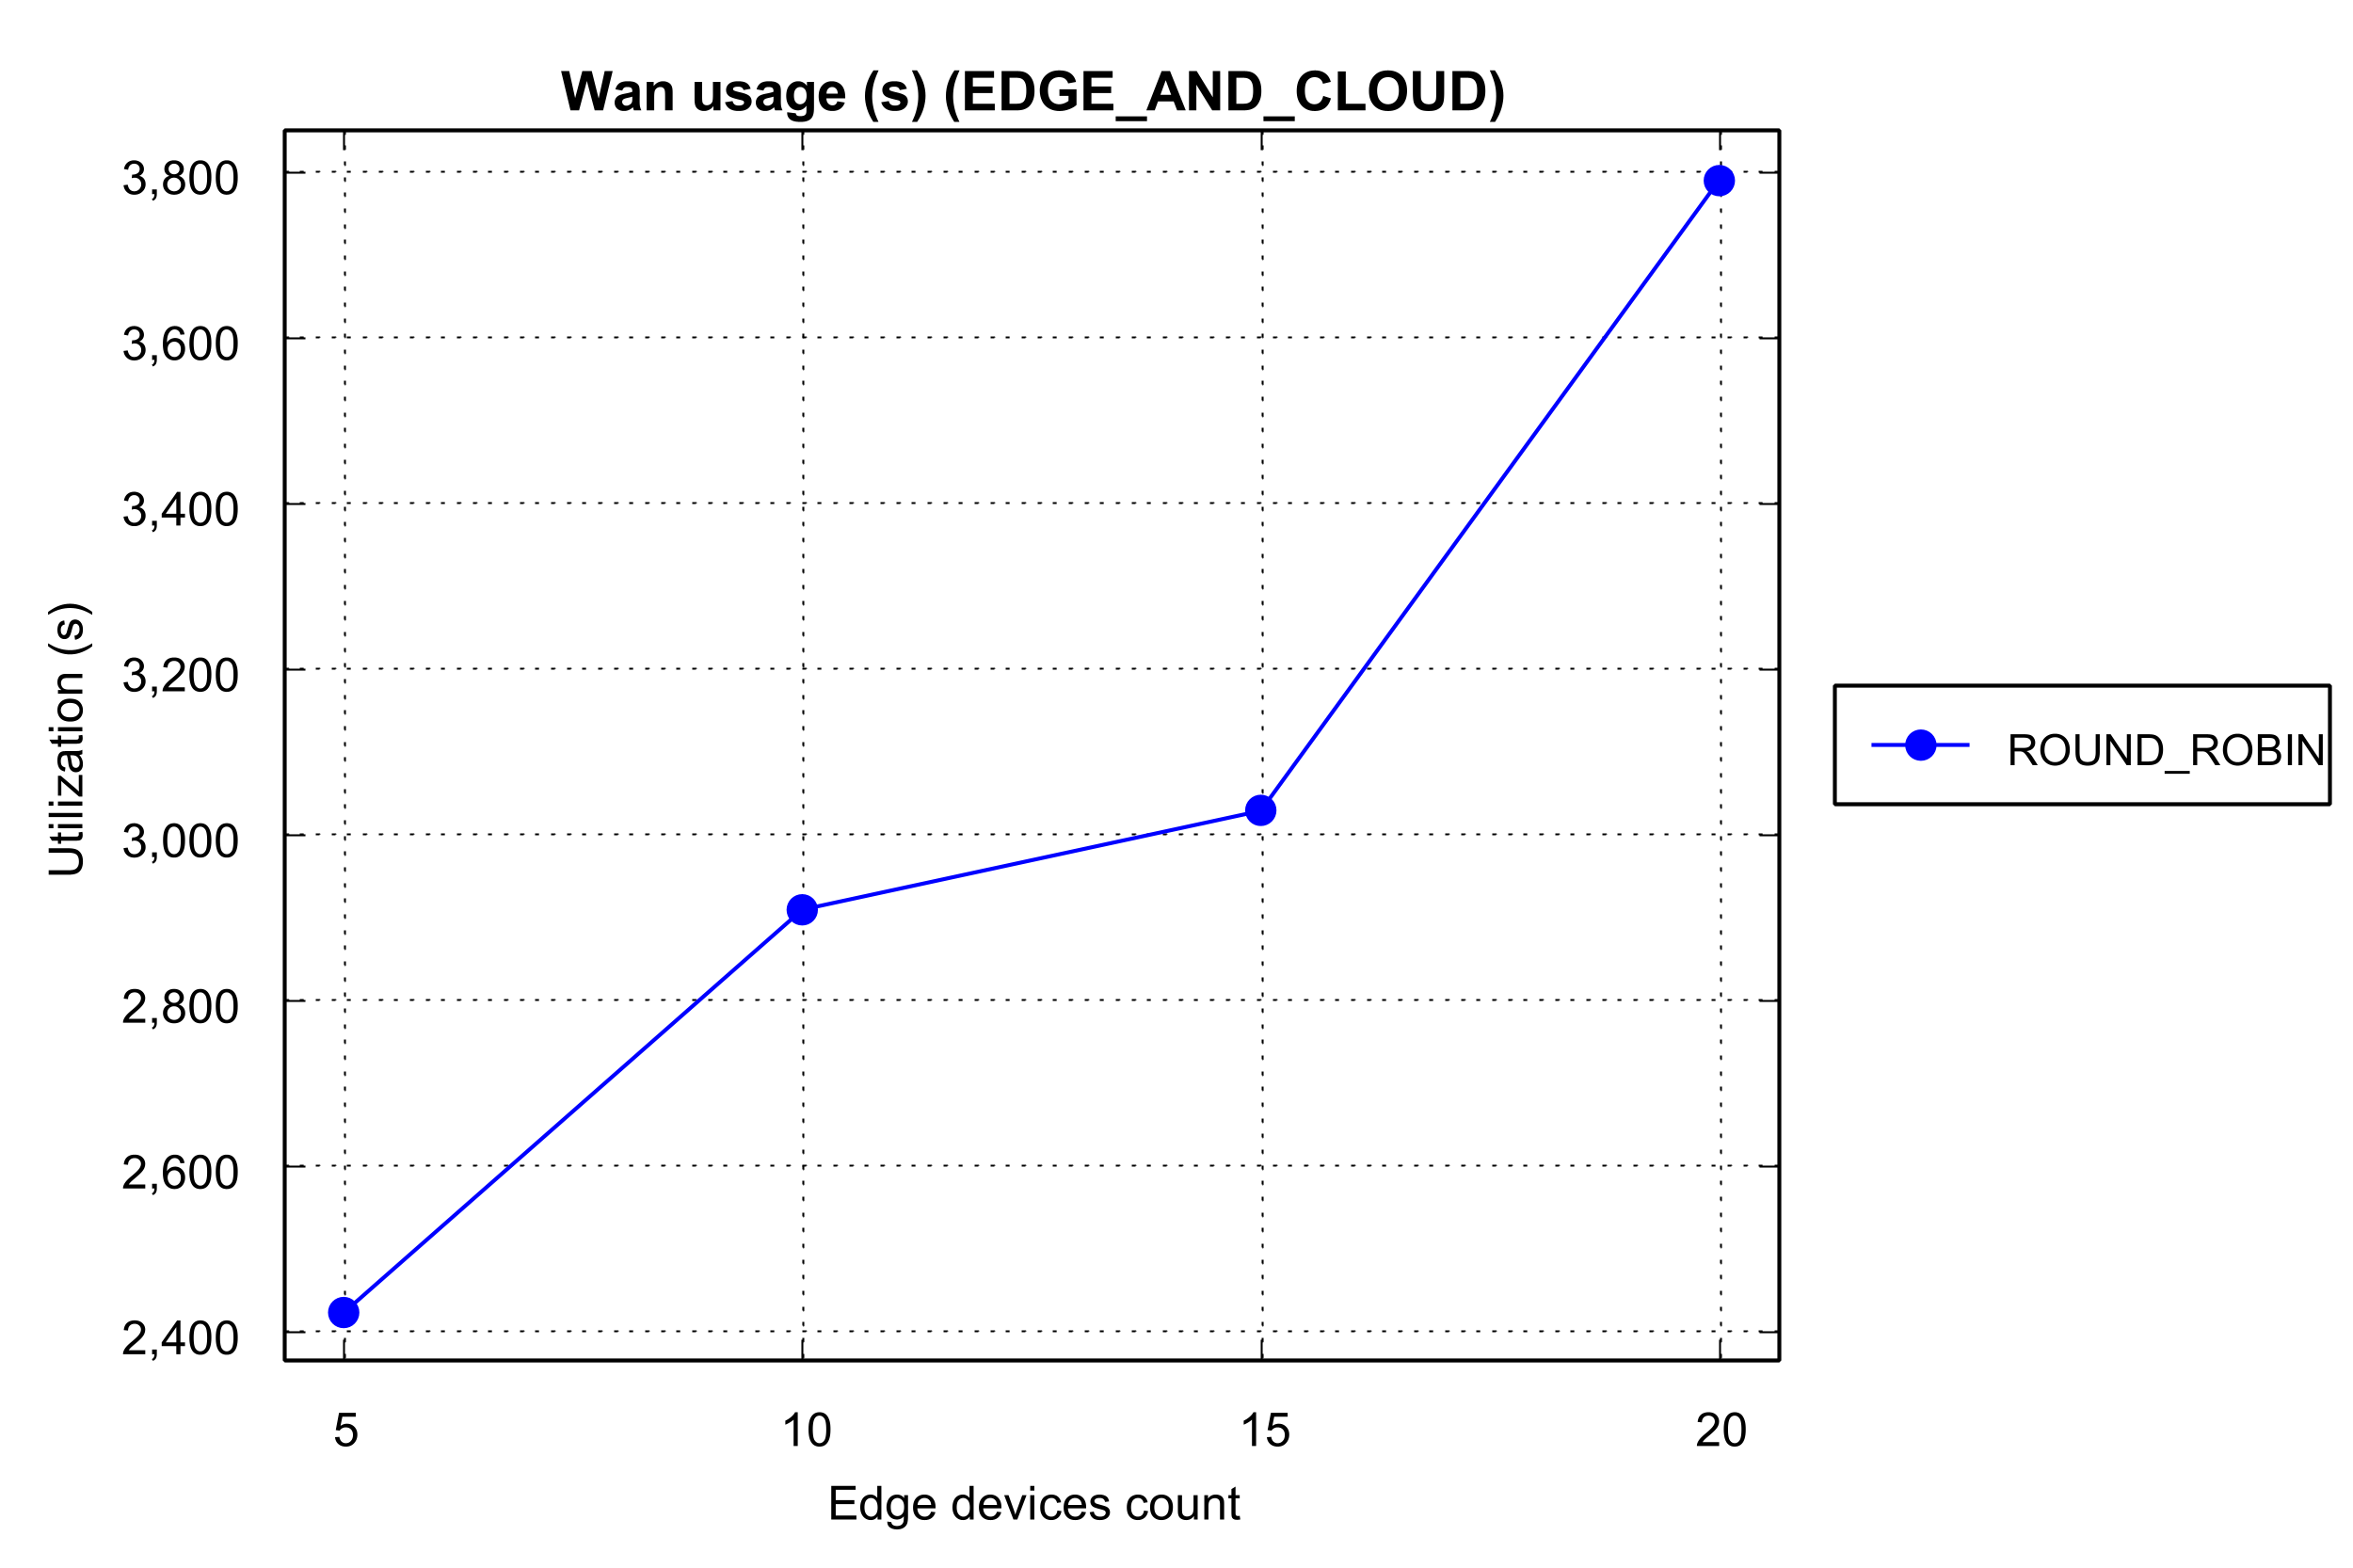 Wan usage (s) (EDGE_AND_CLOUD)
3,800
3,600
3,400
3,200
3,000
2,800
2,600
2,400
Utilization (s)
5 10 15 20
Edge devices count
ROUND_ROBIN